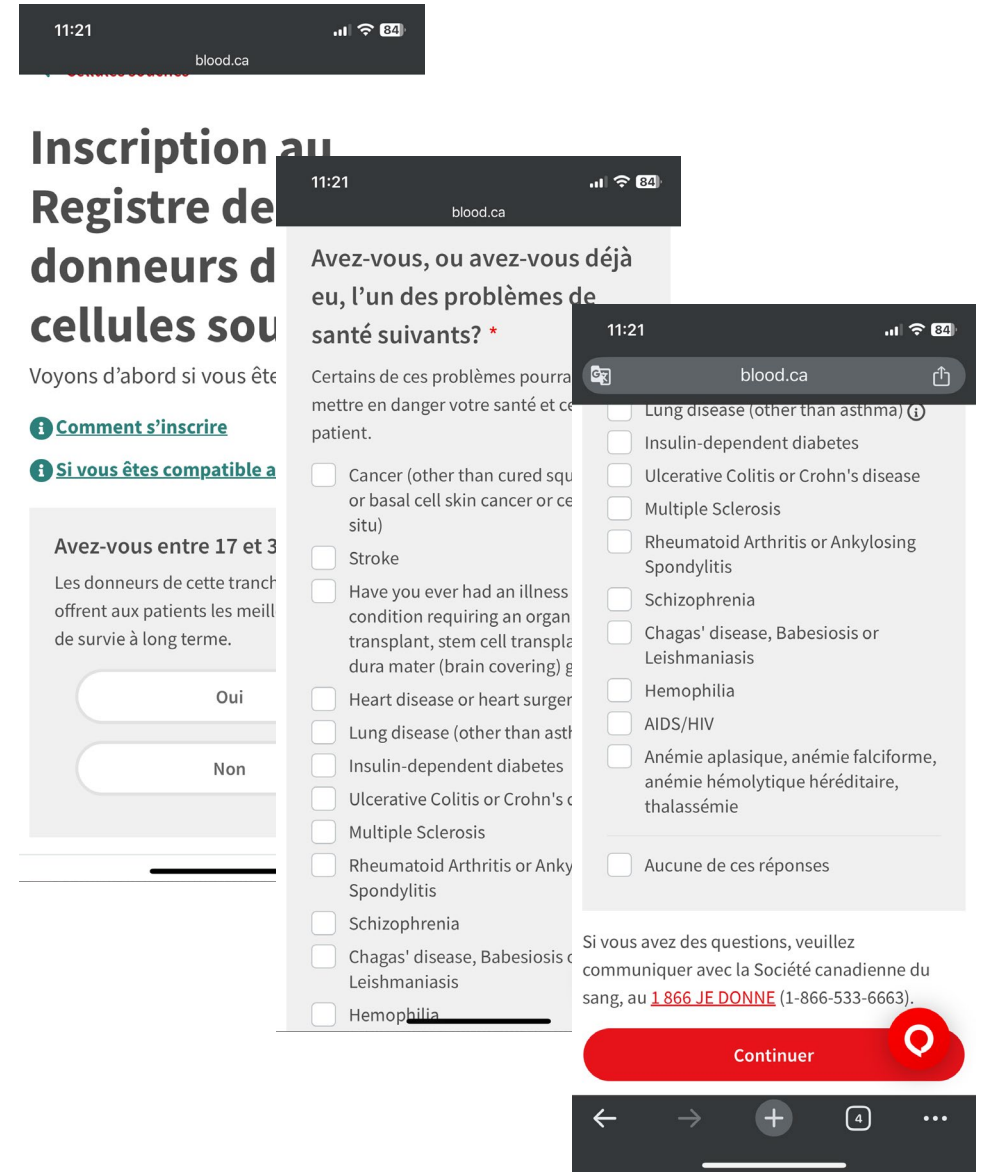 11:21
84
blood.ca
Cellules souches
Inscription au
Registre de
donneurs d
cellules sou
Voyons d’abord si vous ête
Comment s’inscrire
Si vous êtes compatible a
Avez-vous entre 17 et 3
Les donneurs de cette tranch
offrent aux patients les meill
de survie à long terme.
Oui
Non
11:21
84
blood.ca
Avez-vous, ou avez-vous déjà
eu, l’un des problèmes de
santé suivants? *
Certains de ces problèmes pourra
mettre en danger votre santé et ce
patient.
Cancer (other than cured squ
or basal cell skin cancer or ce
situ)
Stroke
Have you ever had an illness
condition requiring an organ
transplant, stem cell transpla
dura mater (brain covering) g
Heart disease or heart surger
Lung disease (other than asth
Insulin-dependent diabetes
Ulcerative Colitis or Crohn's d
Multiple Sclerosis
Rheumatoid Arthritis or Anky
Spondylitis
Schizophrenia
Chagas' disease, Babesiosis o
Leishmaniasis
Hemophilia
11:21
84
blood.ca
Lung disease (other than asthma)
Insulin-dependent diabetes
Ulcerative Colitis or Crohn's disease
Multiple Sclerosis
Rheumatoid Arthritis or Ankylosing
Spondylitis
Schizophrenia
Chagas' disease, Babesiosis or
Leishmaniasis
Hemophilia
AIDS/HIV
Anémie aplasique, anémie falciforme,
anémie hémolytique héréditaire,
thalassémie
Aucune de ces réponses
Si vous avez des questions, veuillez
communiquer avec la Société canadienne du
sang, au 1 866 JE DONNE (1-866-533-6663).
Continuer
4